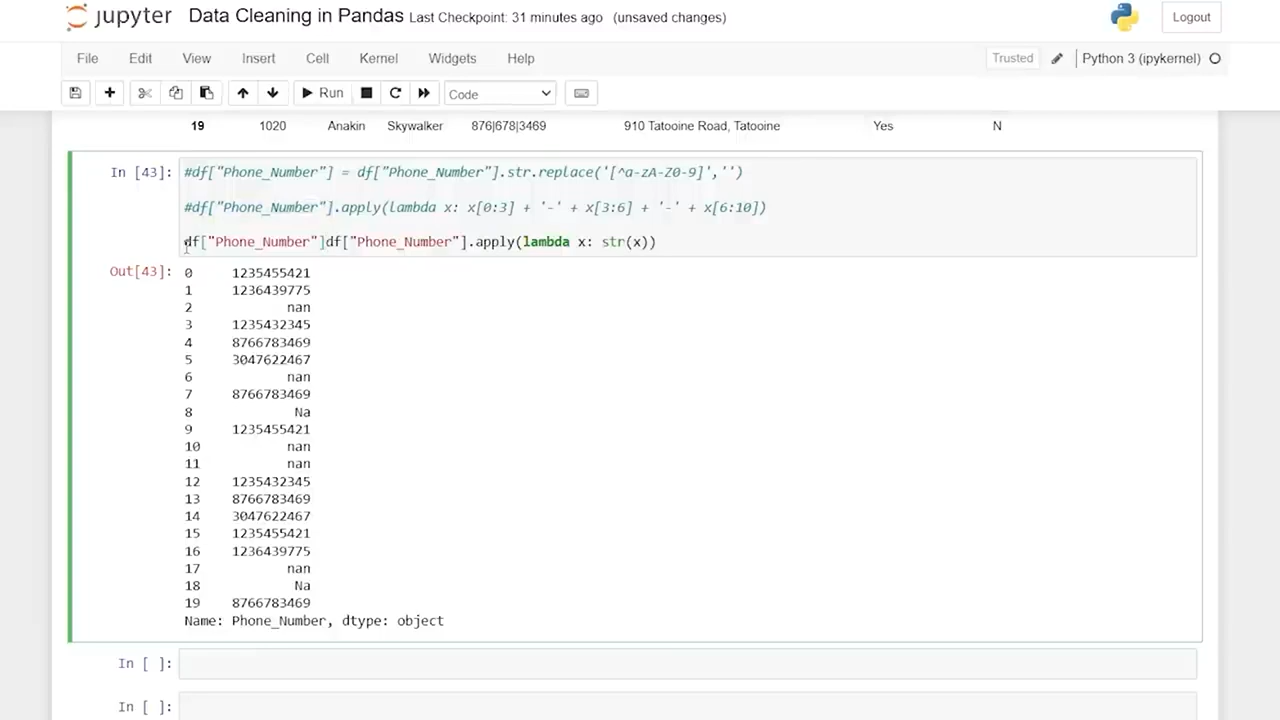 jupyter Data Cleaning in Pandas Last Checkpoint: 31 minutes ago (unsaved changes) Logout
File Edit View Insert Cell Kernel Widgets Help Trusted Python 3 (ipykernel)
Run Code
19 1020 Anakin Skywalker 876|678|3469 910 Tatooine Road, Tatooine Yes N
In [43]: #df["Phone_Number"] = df["Phone_Number"].str.replace('[^a-zA-Z0-9]','')
#df["Phone_Number"].apply(lambda x: x[0:3] + '-' + x[3:6] + '-' + x[6:10])
df["Phone_Number"]df["Phone_Number"].apply(lambda x: str(x))
Out[43]: 0 1235455421
1 1236439775
2 nan
3 1235432345
4 8766783469
5 3047622467
6 nan
7 8766783469
8 Na
9 1235455421
10 nan
11 nan
12 1235432345
13 8766783469
14 3047622467
15 1235455421
16 1236439775
17 nan
18 Na
19 8766783469
Name: Phone_Number, dtype: object
In [ ]:
In [ ]: